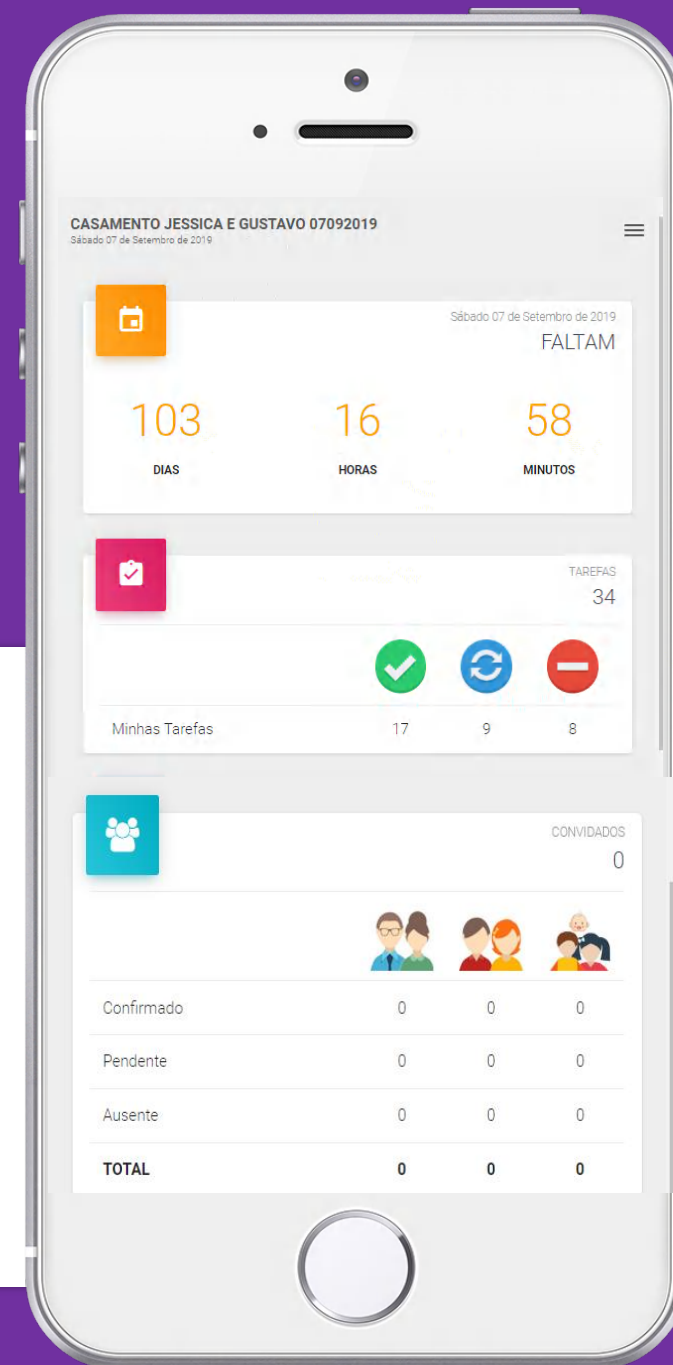 CASAMENTO JESSICA E GUSTAVO 07092019
Sábado 07 de Setembro de 2019
Sábado 07 de Setembro de 2019
FALTAM
103 16 58
DIAS HORAS MINUTOS
TAREFAS
34
Minhas Tarefas 17 9 8
CONVIDADOS
0
Confirmado 0 0 0
Pendente 0 0 0
Ausente 0 0 0
TOTAL 0 0 0